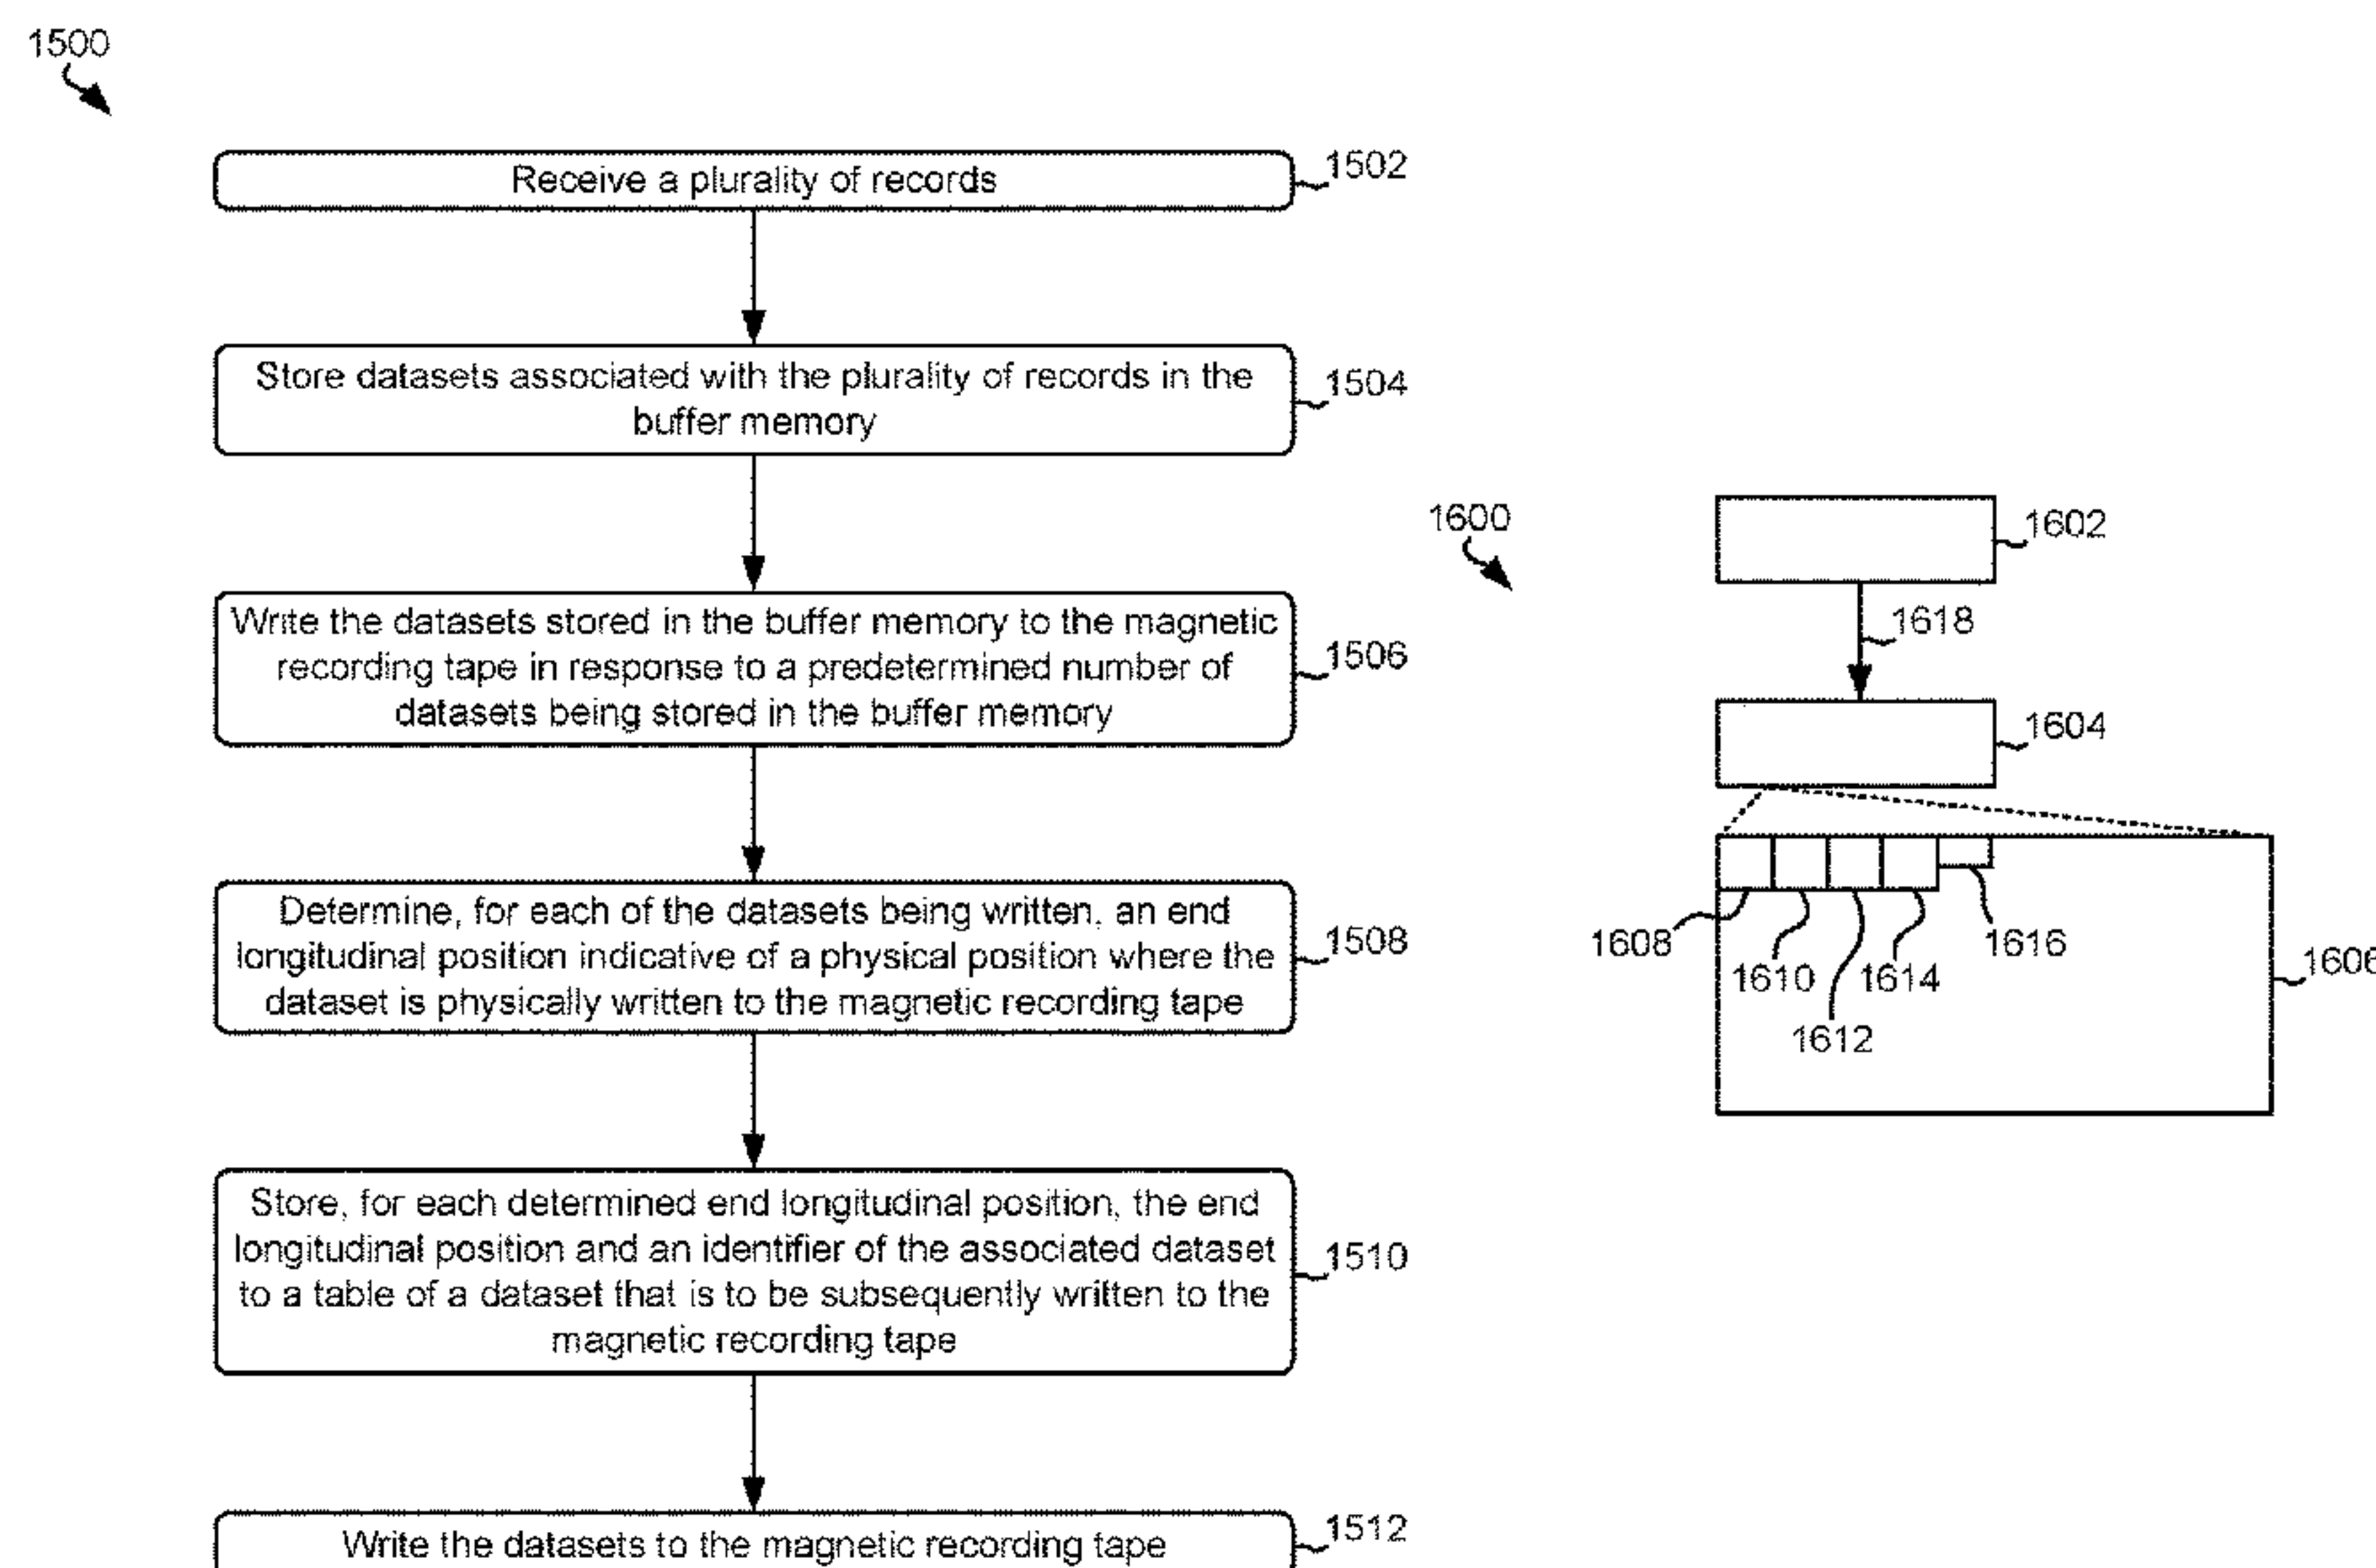 1500
Receive a plurality of records
1502
Store datasets associated with the plurality of records in the
buffer memory
1504
Write the datasets stored in the buffer memory to the magnetic
recording tape in response to a predetermined number of
datasets being stored in the buffer memory
1506
Determine, for each of the datasets being written, an end
longitudinal position indicative of a physical position where the
dataset is physically written to the magnetic recording tape
1508
Store, for each determined end longitudinal position, the end
longitudinal position and an identifier of the associated dataset
to a table of a dataset that is to be subsequently written to the
magnetic recording tape
1510
Write the datasets to the magnetic recording tape
1512
1600
1602
1618
1604
1608
1610
1612
1614
1616
1606